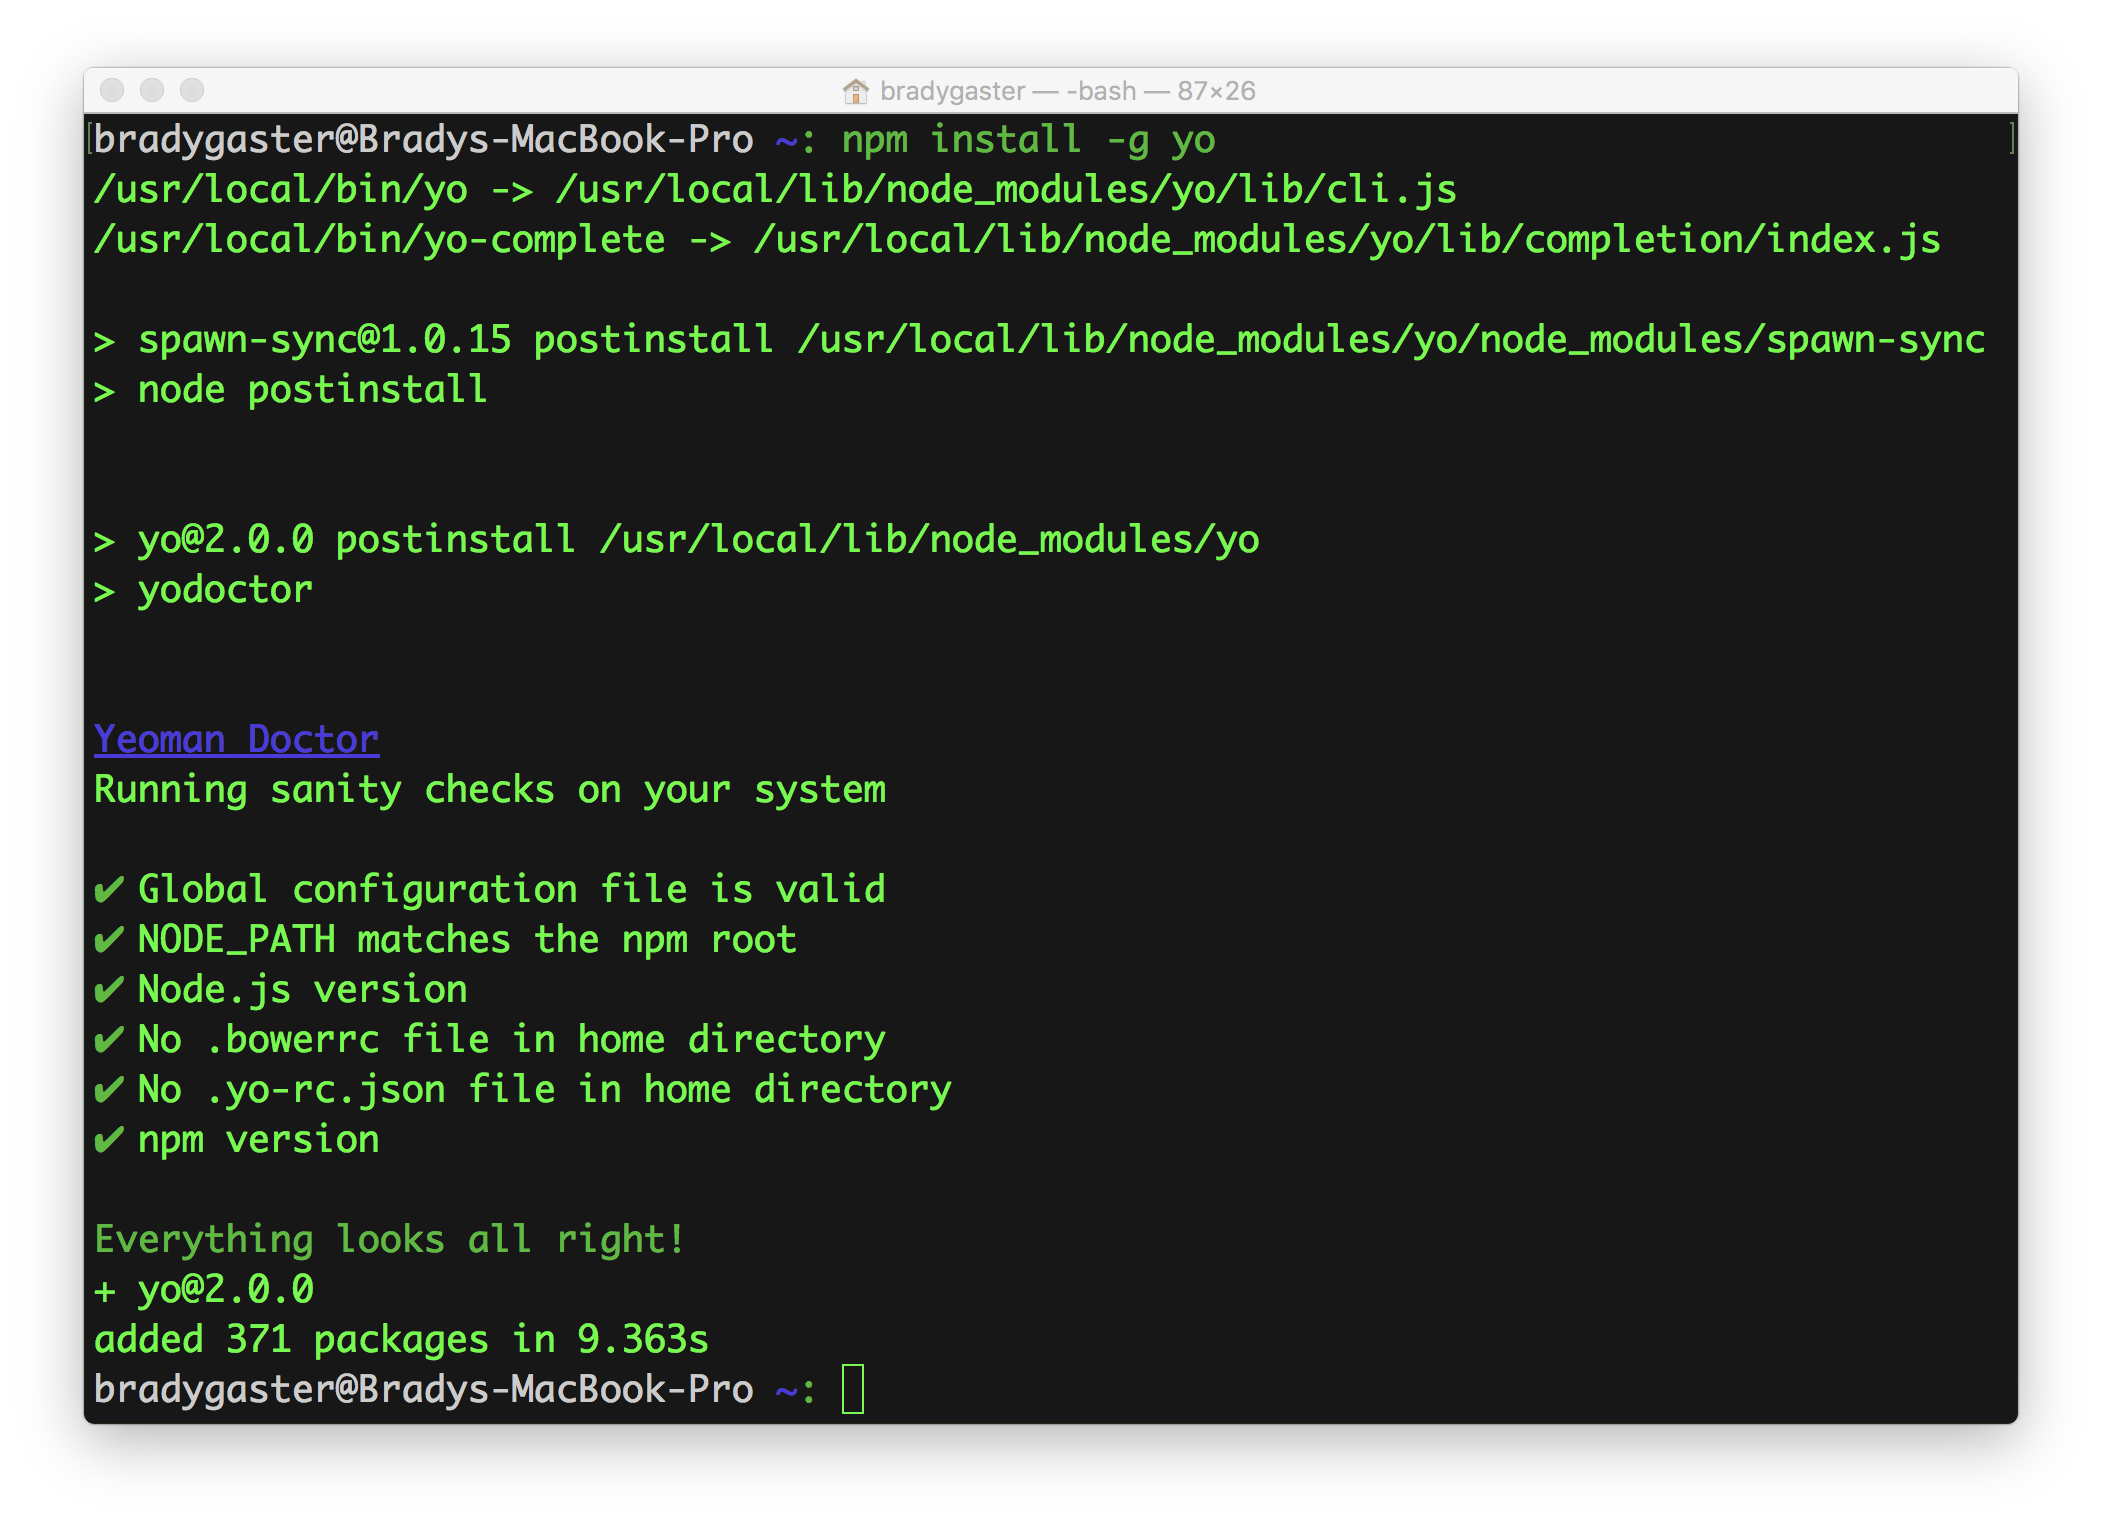 bradygaster — -bash — 87×26
bradygaster@Bradys-MacBook-Pro ~: npm install -g yo
/usr/local/bin/yo -> /usr/local/lib/node_modules/yo/lib/cli.js
/usr/local/bin/yo-complete -> /usr/local/lib/node_modules/yo/lib/completion/index.js
> spawn-sync@1.0.15 postinstall /usr/local/lib/node_modules/yo/node_modules/spawn-sync
> node postinstall
> yo@2.0.0 postinstall /usr/local/lib/node_modules/yo
> yodoctor
Yeoman Doctor
Running sanity checks on your system
✔ Global configuration file is valid
✔ NODE_PATH matches the npm root
✔ Node.js version
✔ No .bowerrc file in home directory
✔ No .yo-rc.json file in home directory
✔ npm version
Everything looks all right!
+ yo@2.0.0
added 371 packages in 9.363s
bradygaster@Bradys-MacBook-Pro ~: